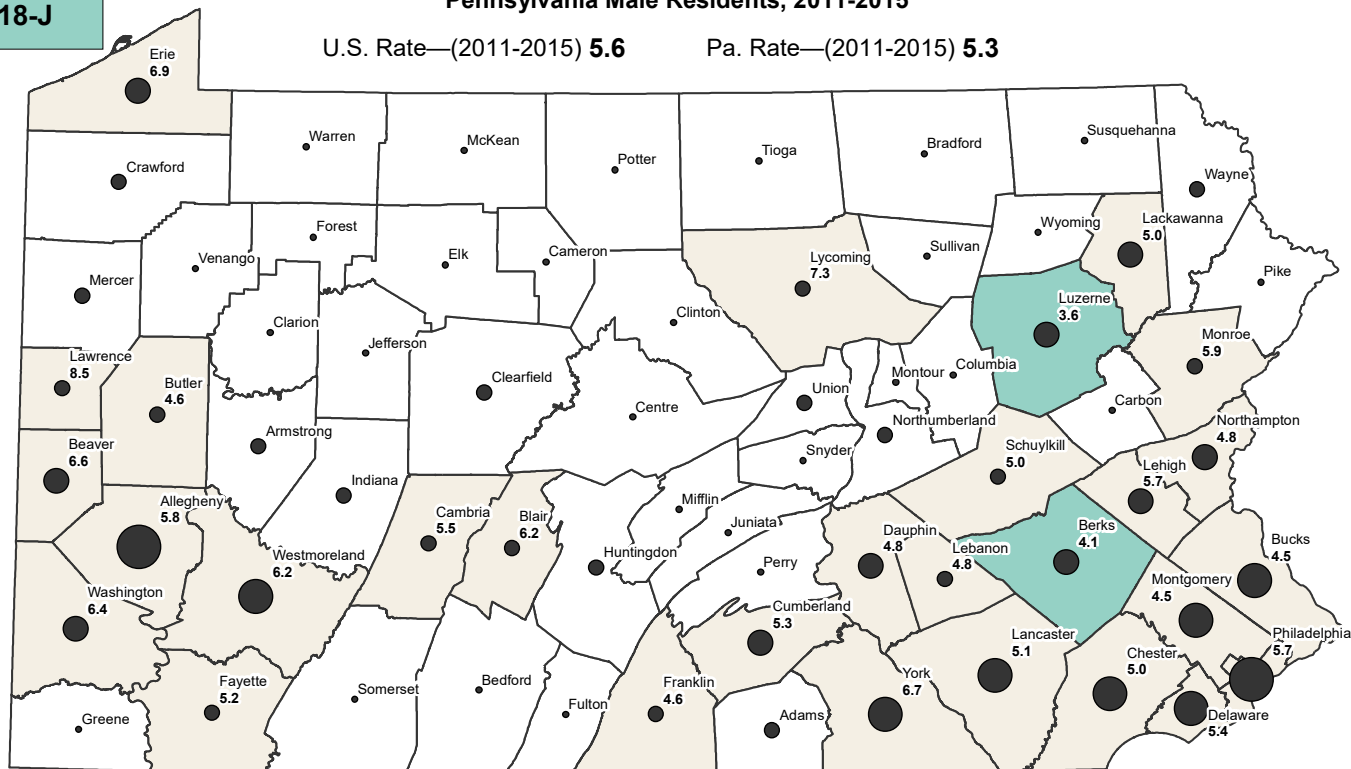 18-J
Pennsylvania Male Residents, 2011-2015
U.S. Rate—(2011-2015) 5.6
Pa. Rate—(2011-2015) 5.3
Erie
6.9
Warren
McKean
Potter
Tioga
Bradford
Susquehanna
Crawford
Wayne
Forest
Wyoming
Lackawanna
5.0
Venango
Elk
Cameron
Lycoming
7.3
Sullivan
Mercer
Pike
Clarion
Clinton
Luzerne
3.6
Jefferson
Monroe
5.9
Lawrence
8.5
Butler
4.6
Clearfield
Centre
Union
Montour
Columbia
Carbon
Armstrong
Northumberland
Northampton
4.8
Beaver
6.6
Snyder
Schuylkill
5.0
Lehigh
5.7
Indiana
Allegheny
5.8
Cambria
5.5
Blair
6.2
Mifflin
Juniata
Dauphin
4.8
Lebanon
4.8
Berks
4.1
Bucks
4.5
Westmoreland
6.2
Huntingdon
Perry
Washington
6.4
Cumberland
5.3
Montgomery
4.5
Lancaster
5.1
Philadelphia
5.7
Chester
5.0
Fayette
5.2
Somerset
Bedford
Franklin
4.6
York
6.7
Greene
Fulton
Adams
Delaware
5.4